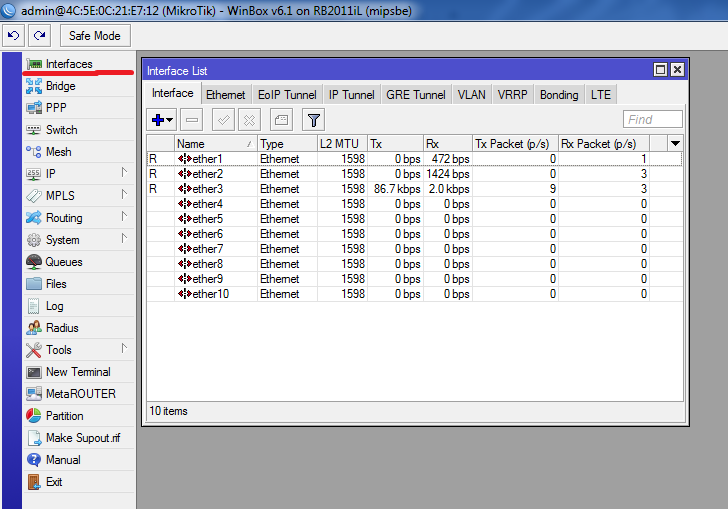 admin@4C:5E:0C:21:E7:12 (MikroTik) - WinBox v6.1 on RB2011iL (mipsbe)
Safe Mode
Interfaces
Bridge
PPP
Switch
Mesh
IP
MPLS
Routing
System
Queues
Files
Log
Radius
Tools
New Terminal
MetaROUTER
Partition
Make Supout.rif
Manual
Exit
Interface List
Interface Ethernet EoIP Tunnel IP Tunnel GRE Tunnel VLAN VRRP Bonding LTE
Find
Name Type L2 MTU Tx Rx Tx Packet (p/s) Rx Packet (p/s)
R ether1 Ethernet 1598 0 bps 472 bps 0 1
R ether2 Ethernet 1598 0 bps 1424 bps 0 3
R ether3 Ethernet 1598 86.7 kbps 2.0 kbps 9 3
ether4 Ethernet 1598 0 bps 0 bps 0 0
ether5 Ethernet 1598 0 bps 0 bps 0 0
ether6 Ethernet 1598 0 bps 0 bps 0 0
ether7 Ethernet 1598 0 bps 0 bps 0 0
ether8 Ethernet 1598 0 bps 0 bps 0 0
ether9 Ethernet 1598 0 bps 0 bps 0 0
ether10 Ethernet 1598 0 bps 0 bps 0 0
10 items